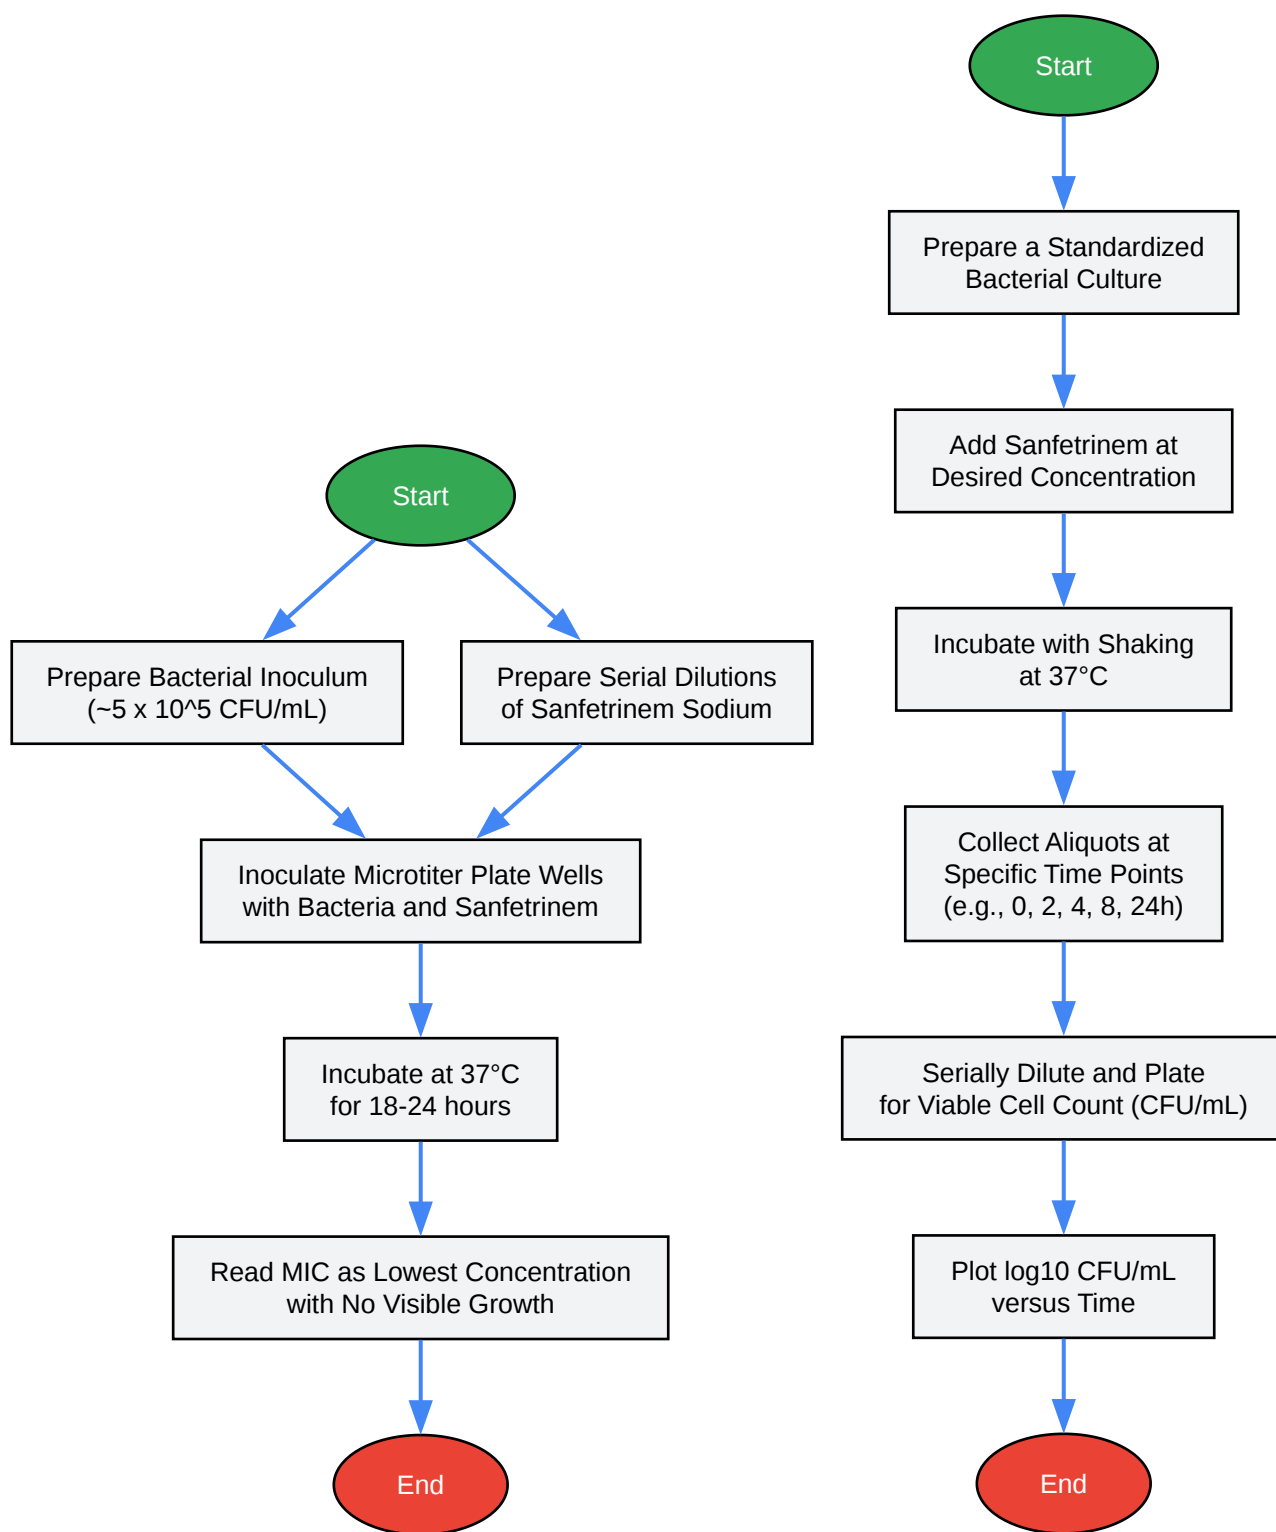 Start
Prepare Bacterial Inoculum
(~5 x 10^5 CFU/mL)
Prepare Serial Dilutions
of Sanfetrinem Sodium
Inoculate Microtiter Plate Wells
with Bacteria and Sanfetrinem
Incubate at 37°C
for 18-24 hours
Read MIC as Lowest Concentration
with No Visible Growth
End
Start
Prepare a Standardized
Bacterial Culture
Add Sanfetrinem at
Desired Concentration
Incubate with Shaking
at 37°C
Collect Aliquots at
Specific Time Points
(e.g., 0, 2, 4, 8, 24h)
Serially Dilute and Plate
for Viable Cell Count (CFU/mL)
Plot log10 CFU/mL
versus Time
End